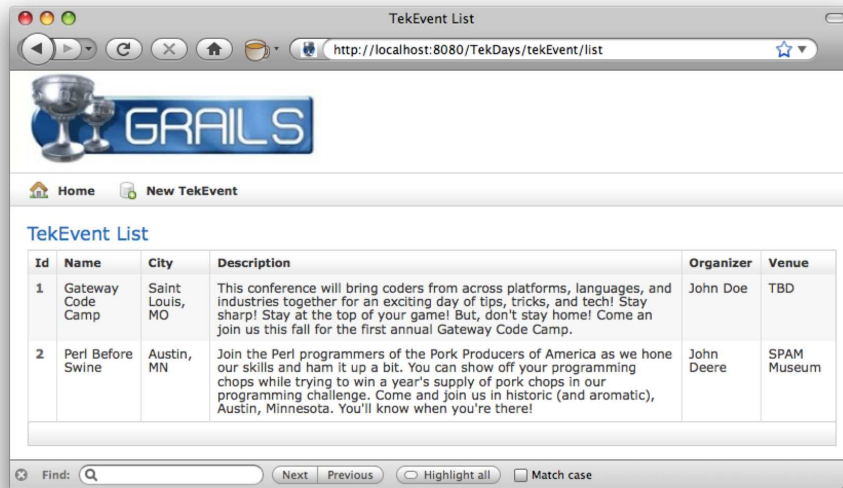 TekEvent List
http://localhost:8080/TekDays/tekEvent/list
GRAILS
Home New TekEvent
TekEvent List
Id Name City Description Organizer Venue
1 Gateway Code Camp Saint Louis, MO This conference will bring coders from across platforms, languages, and John Doe TBD
industries together for an exciting day of tips, tricks, and tech! Stay
sharp! Stay at the top of your game! But, don't stay home! Come an
join us this fall for the first annual Gateway Code Camp.
2 Perl Before Swine Austin, MN Join the Perl programmers of the Pork Producers of America as we hone John Deere SPAM Museum
our skills and ham it up a bit. You can show off your programming
chops while trying to win a year's supply of pork chops in our
programming challenge. Come and join us in historic (and aromatic),
Austin, Minnesota. You'll know when you're there!
Find: Next Previous Highlight all Match case